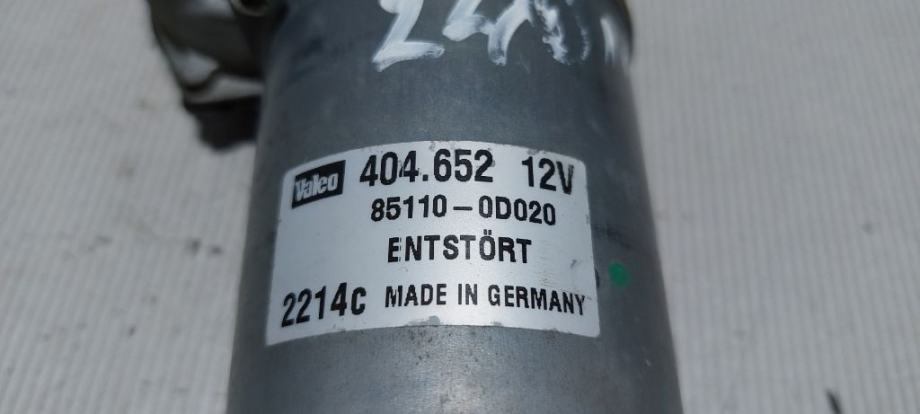 Valeo 404.652 12V
85110-0D020
ENTSTÖRT
2214c MADE IN GERMANY